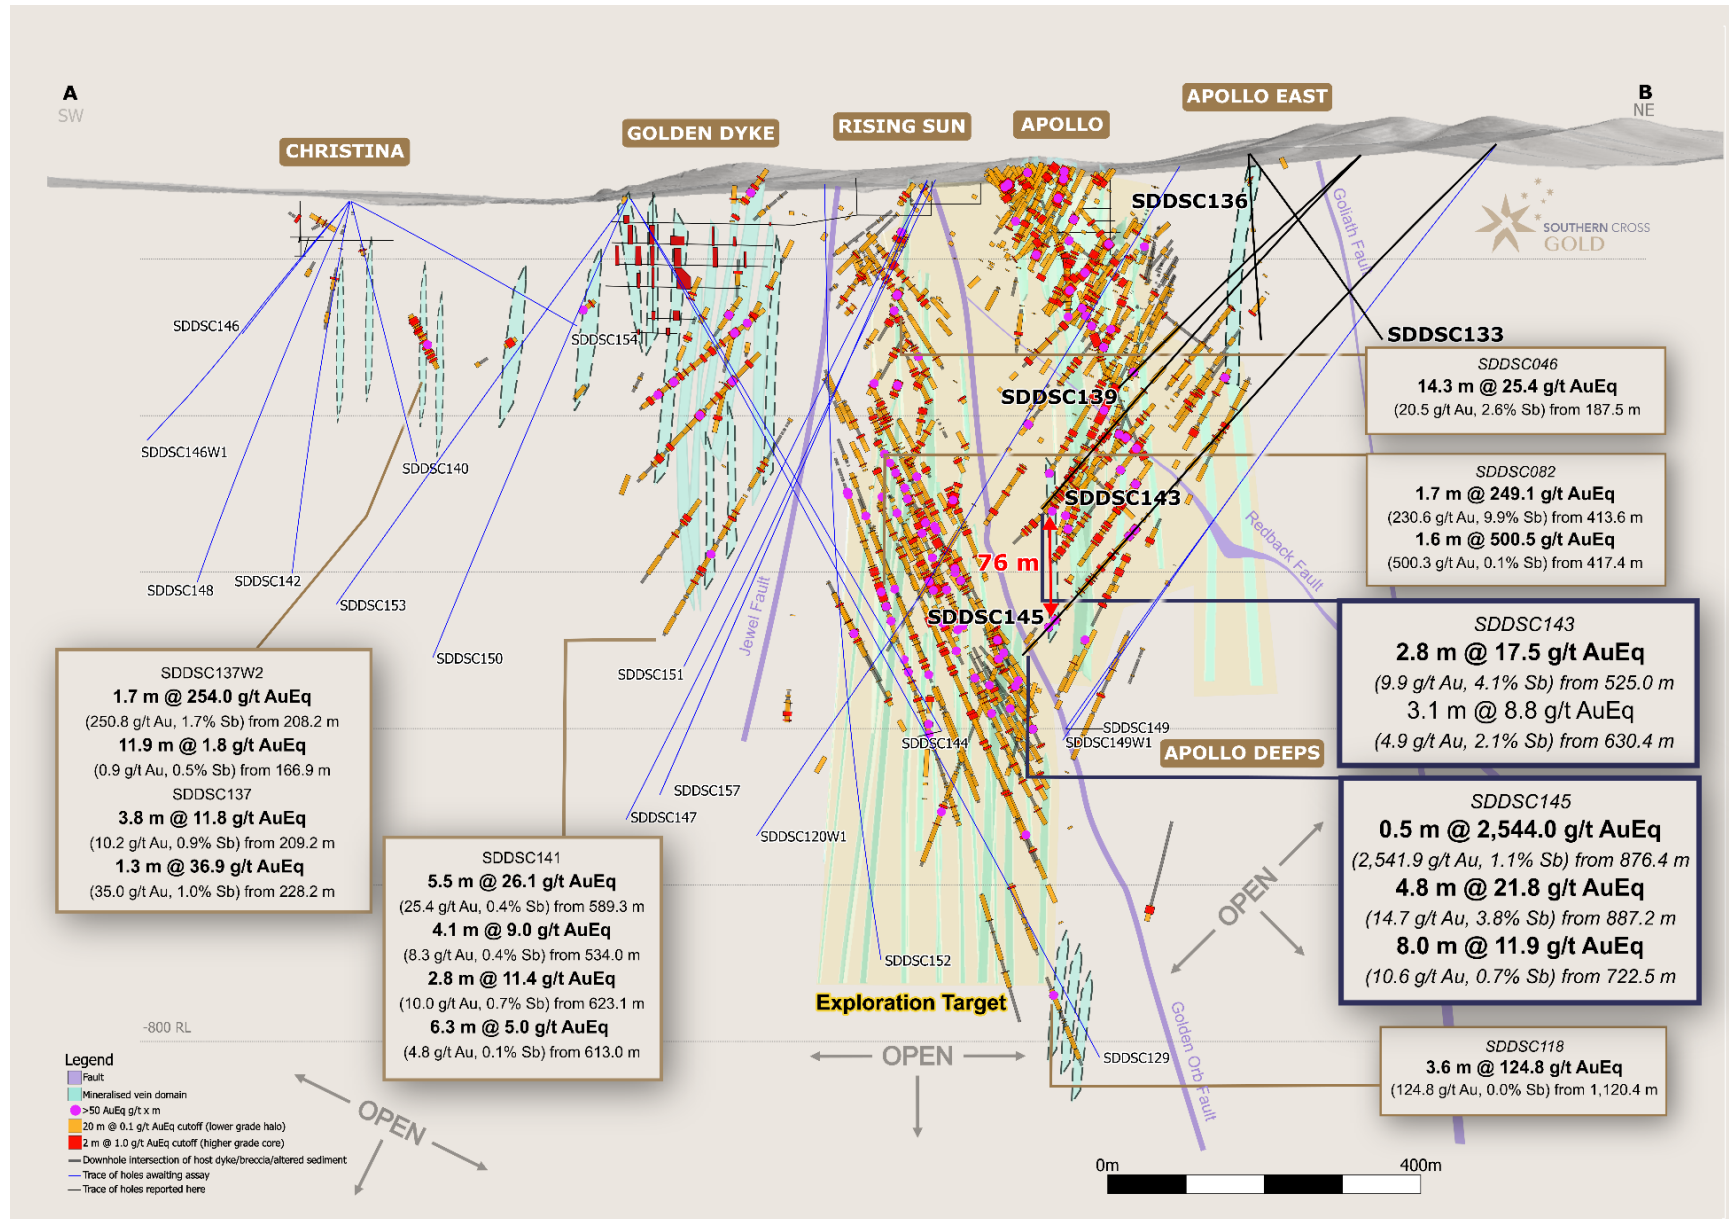 A
SW
B
NE
CHRISTINA
GOLDEN DYKE
RISING SUN
APOLLO
APOLLO EAST
SOUTHERN CROSS
GOLD
Goliath Fault
SDDSC136
SDDSC133
SDDSC146
SDDSC154
SDDSC139
SDDSC146W1
SDDSC140
SDDSC143
Redback Fault
76 m
SDDSC148
SDDSC142
SDDSC153
Jewel Fault
SDDSC145
SDDSC150
SDDSC151
SDDSC144
SDDSC149
SDDSC149W1
APOLLO DEEPS
SDDSC157
SDDSC147
SDDSC120W1
SDDSC152
SDDSC129
Golden Orb Fault
Exploration Target
OPEN
OPEN
OPEN
-800 RL
SDDSC046
14.3 m @ 25.4 g/t AuEq
(20.5 g/t Au, 2.6% Sb) from 187.5 m
SDDSC082
1.7 m @ 249.1 g/t AuEq
(230.6 g/t Au, 9.9% Sb) from 413.6 m
1.6 m @ 500.5 g/t AuEq
(500.3 g/t Au, 0.1% Sb) from 417.4 m
SDDSC143
2.8 m @ 17.5 g/t AuEq
(9.9 g/t Au, 4.1% Sb) from 525.0 m
3.1 m @ 8.8 g/t AuEq
(4.9 g/t Au, 2.1% Sb) from 630.4 m
SDDSC145
0.5 m @ 2,544.0 g/t AuEq
(2,541.9 g/t Au, 1.1% Sb) from 876.4 m
4.8 m @ 21.8 g/t AuEq
(14.7 g/t Au, 3.8% Sb) from 887.2 m
8.0 m @ 11.9 g/t AuEq
(10.6 g/t Au, 0.7% Sb) from 722.5 m
SDDSC118
3.6 m @ 124.8 g/t AuEq
(124.8 g/t Au, 0.0% Sb) from 1,120.4 m
SDDSC137W2
1.7 m @ 254.0 g/t AuEq
(250.8 g/t Au, 1.7% Sb) from 208.2 m
11.9 m @ 1.8 g/t AuEq
(0.9 g/t Au, 0.5% Sb) from 166.9 m
SDDSC137
3.8 m @ 11.8 g/t AuEq
(10.2 g/t Au, 0.9% Sb) from 209.2 m
1.3 m @ 36.9 g/t AuEq
(35.0 g/t Au, 1.0% Sb) from 228.2 m
SDDSC141
5.5 m @ 26.1 g/t AuEq
(25.4 g/t Au, 0.4% Sb) from 589.3 m
4.1 m @ 9.0 g/t AuEq
(8.3 g/t Au, 0.4% Sb) from 534.0 m
2.8 m @ 11.4 g/t AuEq
(10.0 g/t Au, 0.7% Sb) from 623.1 m
6.3 m @ 5.0 g/t AuEq
(4.8 g/t Au, 0.1% Sb) from 613.0 m
Legend
Fault
Mineralised vein domain
>50 AuEq g/t x m
20 m @ 0.1 g/t AuEq cutoff (lower grade halo)
2 m @ 1.0 g/t AuEq cutoff (higher grade core)
Downhole intersection of host dyke/breccia/altered sediment
Trace of holes awaiting assay
Trace of holes reported here
0m
400m